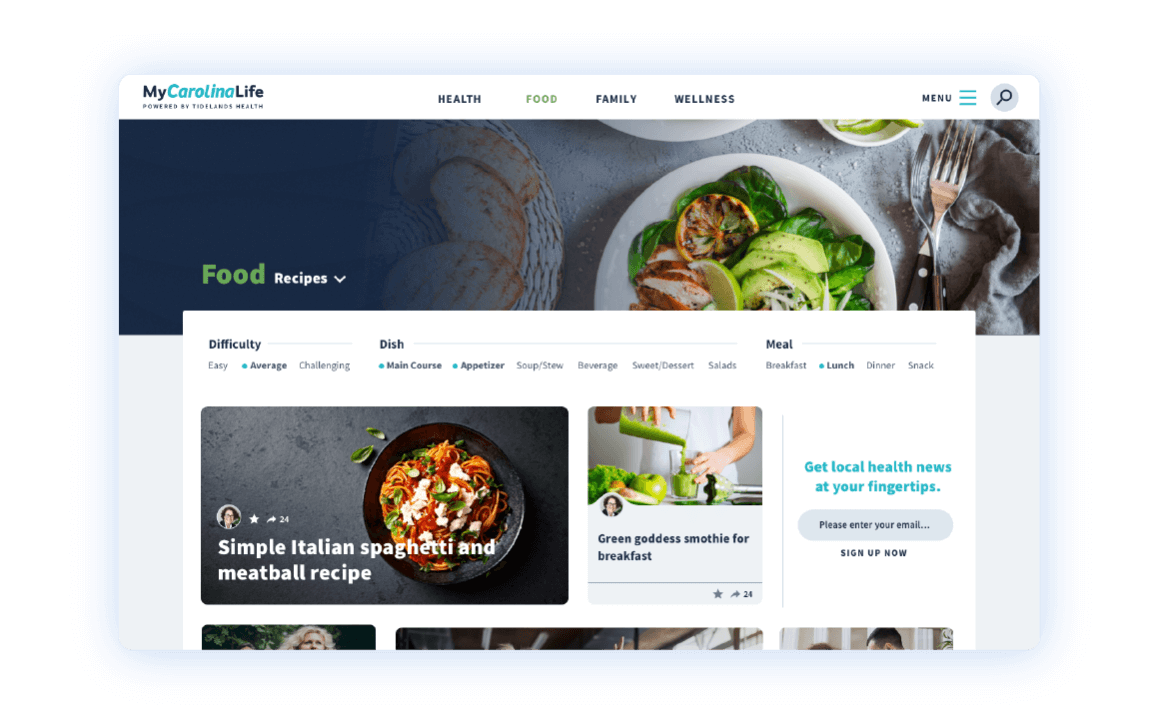 MyCarolinaLife
POWERED BY TIDELANDS HEALTH
HEALTH FOOD FAMILY WELLNESS
MENU
Food Recipes
Difficulty
Easy Average Challenging
Dish
Main Course Appetizer Soup/Stew Beverage Sweet/Dessert Salads
Meal
Breakfast Lunch Dinner Snack
24
Simple Italian spaghetti and
meatball recipe
Green goddess smothie for
breakfast
24
Get local health news
at your fingertips.
Please enter your email...
SIGN UP NOW